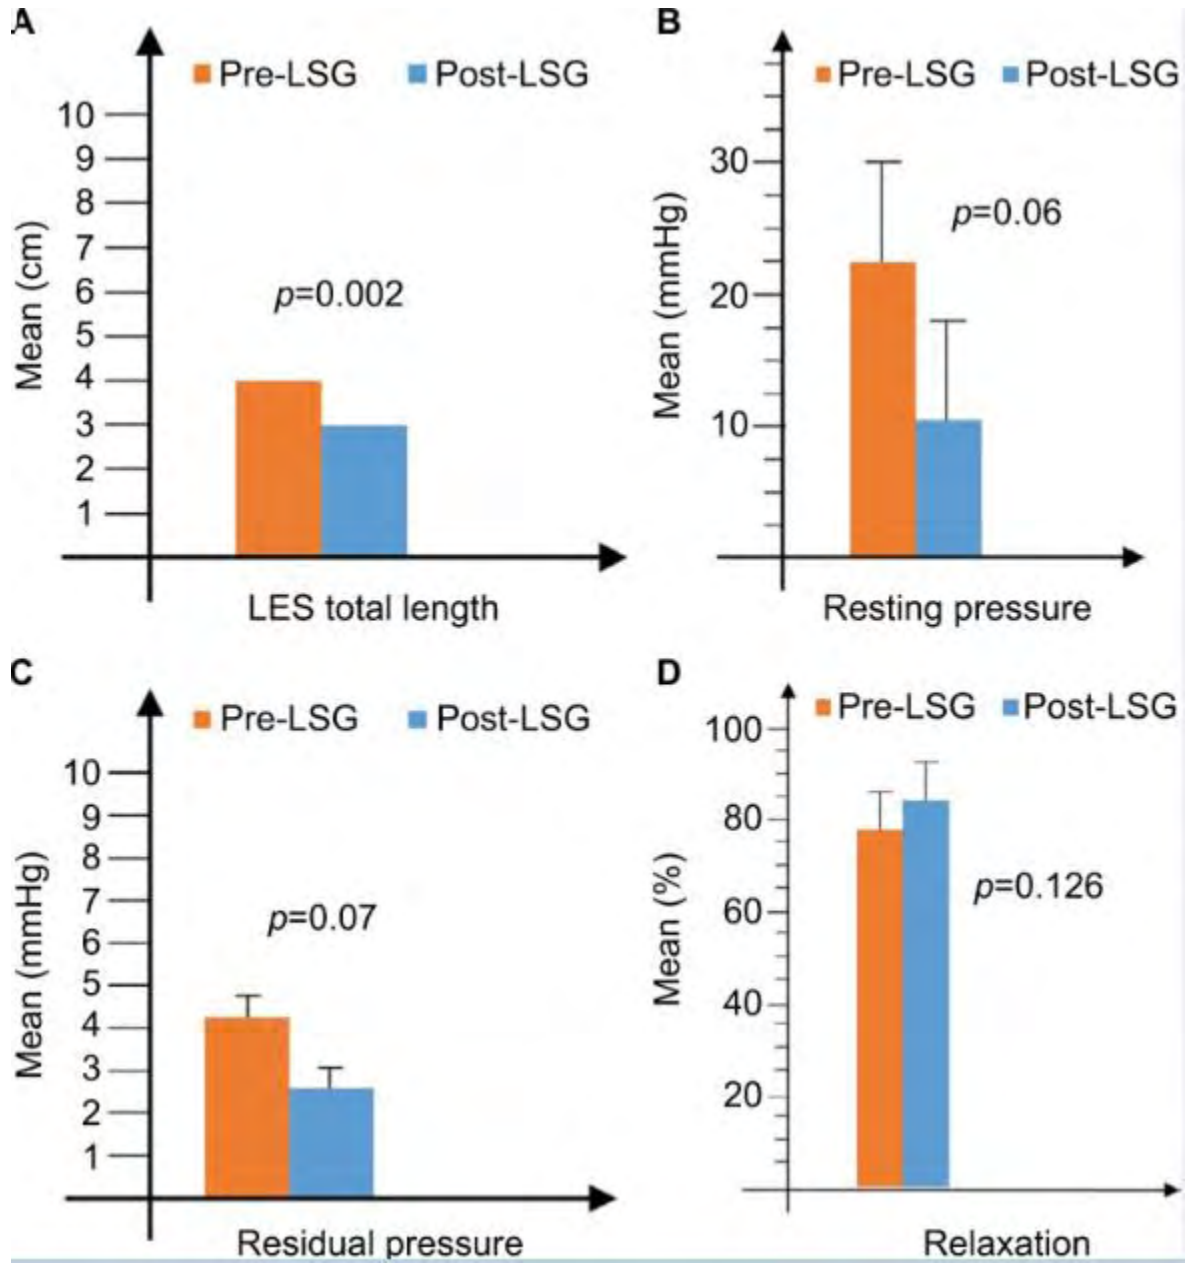 A
Pre-LSG Post-LSG
10
9
8
7
6
5
4
3
2
1
Mean (cm)
p=0.002
LES total length
B
Pre-LSG Post-LSG
30
20
10
Mean (mmHg)
p=0.06
Resting pressure
C
Pre-LSG Post-LSG
10
9
8
7
6
5
4
3
2
1
Mean (mmHg)
p=0.07
Residual pressure
D
Pre-LSG Post-LSG
100
80
60
40
20
Mean (%)
p=0.126
Relaxation